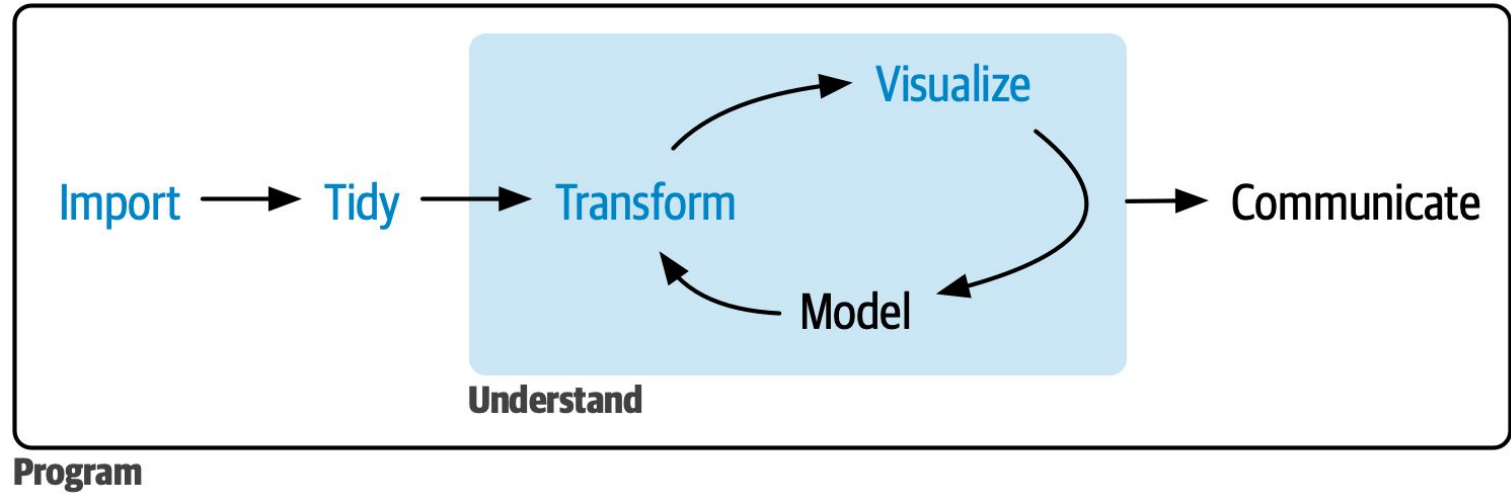 Visualize
Import
Tidy
Transform
Communicate
Model
Understand
Program